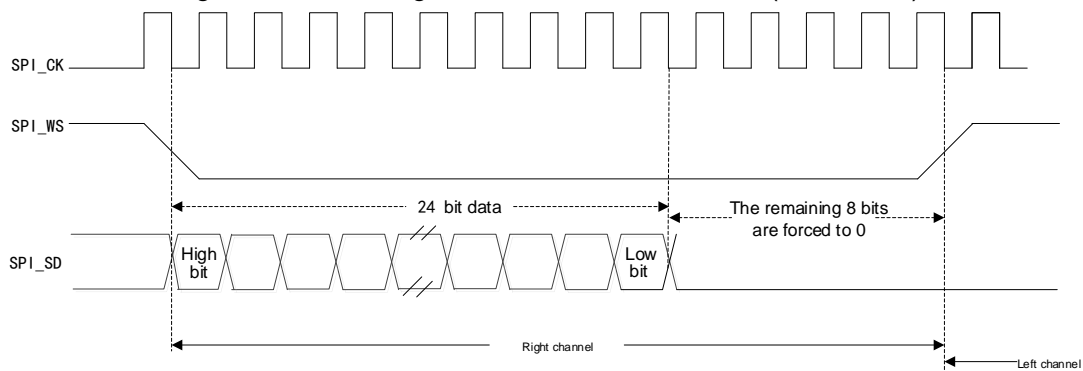 SPI_CK
SPI_WS
24 bit data
The remaining 8 bits
are forced to 0
SPI_SD
High
bit
Low
bit
Right channel
Left channel